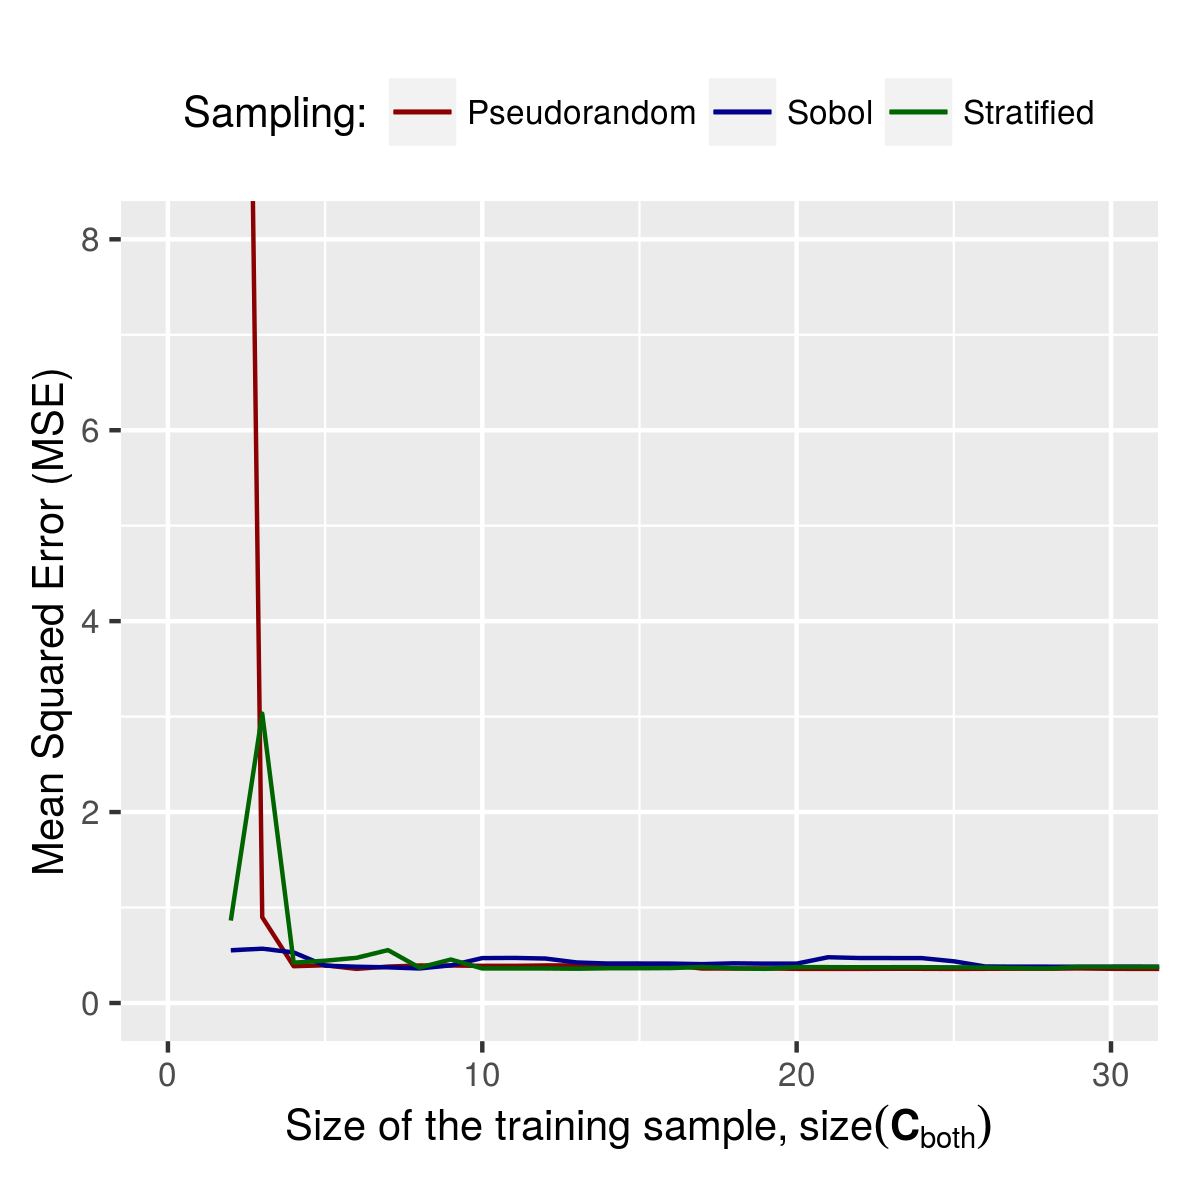 Sampling: Pseudorandom Sobol Stratified
8
6
4
2
0
Mean Squared Error (MSE)
0 10 20 30
Size of the training sample, size(Cboth)